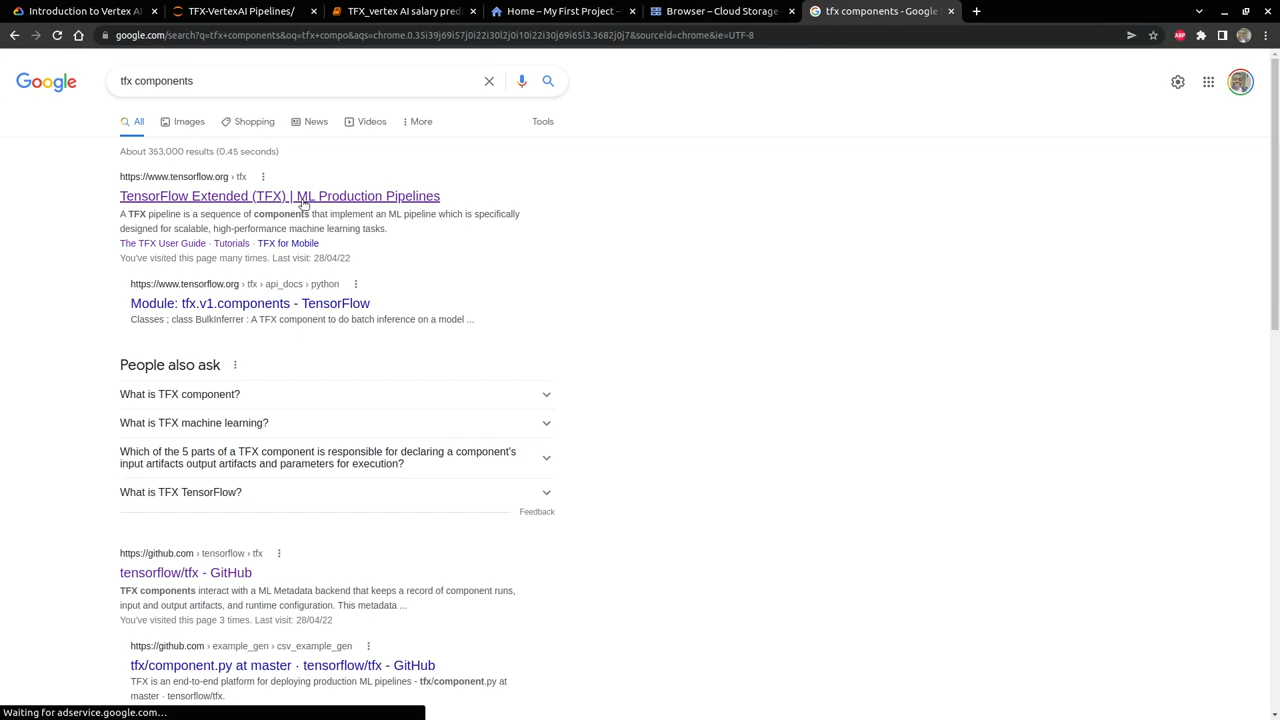 Introduction to Vertex AI
TFX-VertexAI Pipelines/
TFX_vertex AI salary pred
Home – My First Project –
Browser – Cloud Storage
tfx components - Google
google.com/search?q=tfx+components&oq=tfx+compo&aqs=chrome.0.35i39j69i57j0i22i30l2j0i10i22i30j69i65l3.3682j0j7&sourceid=chrome&ie=UTF-8
ABP
Google
tfx components
All
Images
Shopping
News
Videos
More
Tools
About 353,000 results (0.45 seconds)
https://www.tensorflow.org › tfx
TensorFlow Extended (TFX) | ML Production Pipelines
A TFX pipeline is a sequence of components that implement an ML pipeline which is specifically
designed for scalable, high-performance machine learning tasks.
The TFX User Guide · Tutorials · TFX for Mobile
You've visited this page many times. Last visit: 28/04/22
https://www.tensorflow.org › tfx › api_docs › python
Module: tfx.v1.components - TensorFlow
Classes ; class BulkInferrer : A TFX component to do batch inference on a model ...
People also ask
What is TFX component?
What is TFX machine learning?
Which of the 5 parts of a TFX component is responsible for declaring a component's
input artifacts output artifacts and parameters for execution?
What is TFX TensorFlow?
Feedback
https://github.com › tensorflow › tfx
tensorflow/tfx - GitHub
TFX components interact with a ML Metadata backend that keeps a record of component runs,
input and output artifacts, and runtime configuration. This metadata ...
You've visited this page 3 times. Last visit: 28/04/22
https://github.com › example_gen › csv_example_gen
tfx/component.py at master · tensorflow/tfx - GitHub
TFX is an end-to-end platform for deploying production ML pipelines - tfx/component.py at
master · tensorflow/tfx.
Waiting for adservice.google.com…